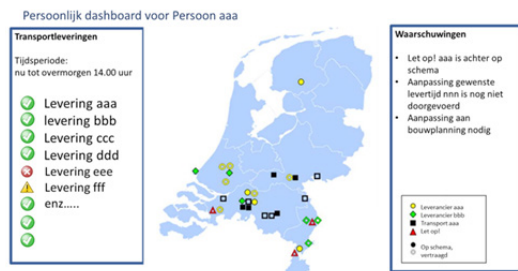 Persoonlijk dashboard voor Persoon aaa
Transportleveringen
Tijdsperiode:
nu tot overmorgen 14.00 uur
Levering aaa
levering bbb
Levering ccc
Levering ddd
Levering eee
Levering fff
enz.....
Waarschuwingen
• Let op! aaa is achter op
schema
• Aanpassing gewenste
levertijd nnn is nog niet
doorgevoerd
• Aanpassing aan
bouwplanning nodig
Leverancier aaa
Leverancier bbb
Transport aaa
Let op!
Op schema,
vertraagd